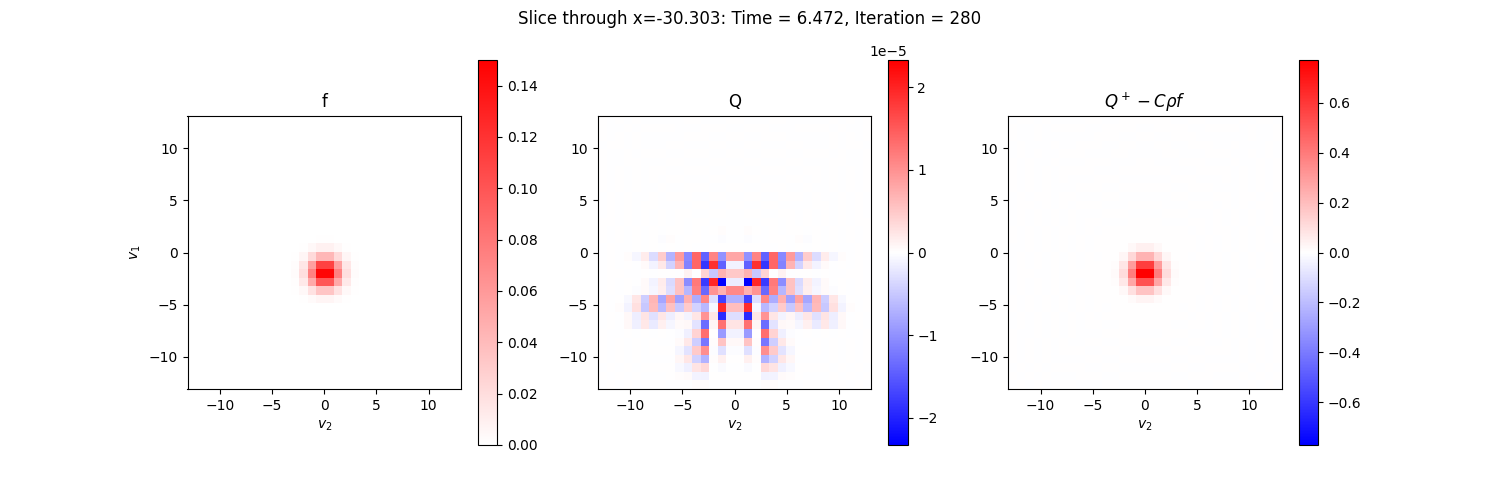 Slice through x=-30.303: Time = 6.472, Iteration = 280
f
10
5
0
−5
−10
v₁
−10 −5 0 5 10
v₂
0.14
0.12
0.10
0.08
0.06
0.04
0.02
0.00
Q
10
5
0
−5
−10
−10 −5 0 5 10
v₂
1e−5
2
1
0
−1
−2
Q⁺ − Cρf
10
5
0
−5
−10
−10 −5 0 5 10
v₂
0.6
0.4
0.2
0.0
−0.2
−0.4
−0.6